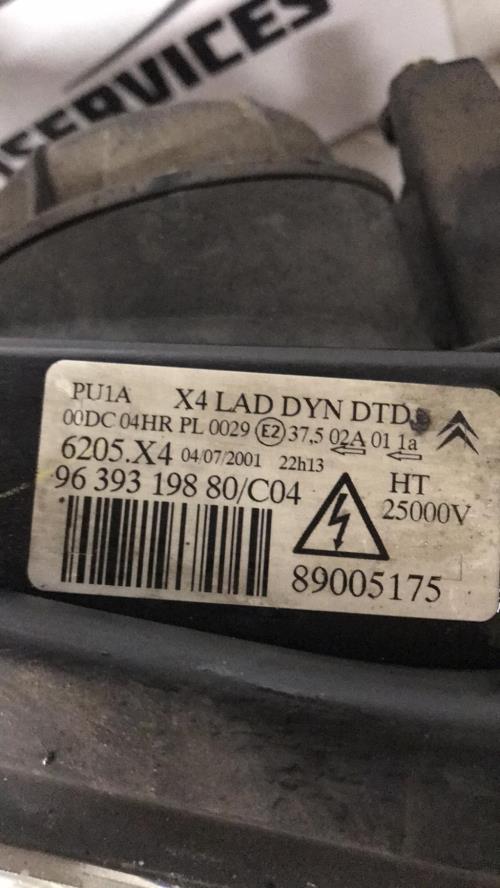 SERVICES
PU1A X4 LAD DYN DTD
00DC 04HR PL 0029 E2 37,5 02A 01 1a
6205.X4 04/07/2001 22h13
96 393 198 80/C04
HT
25000V
89005175